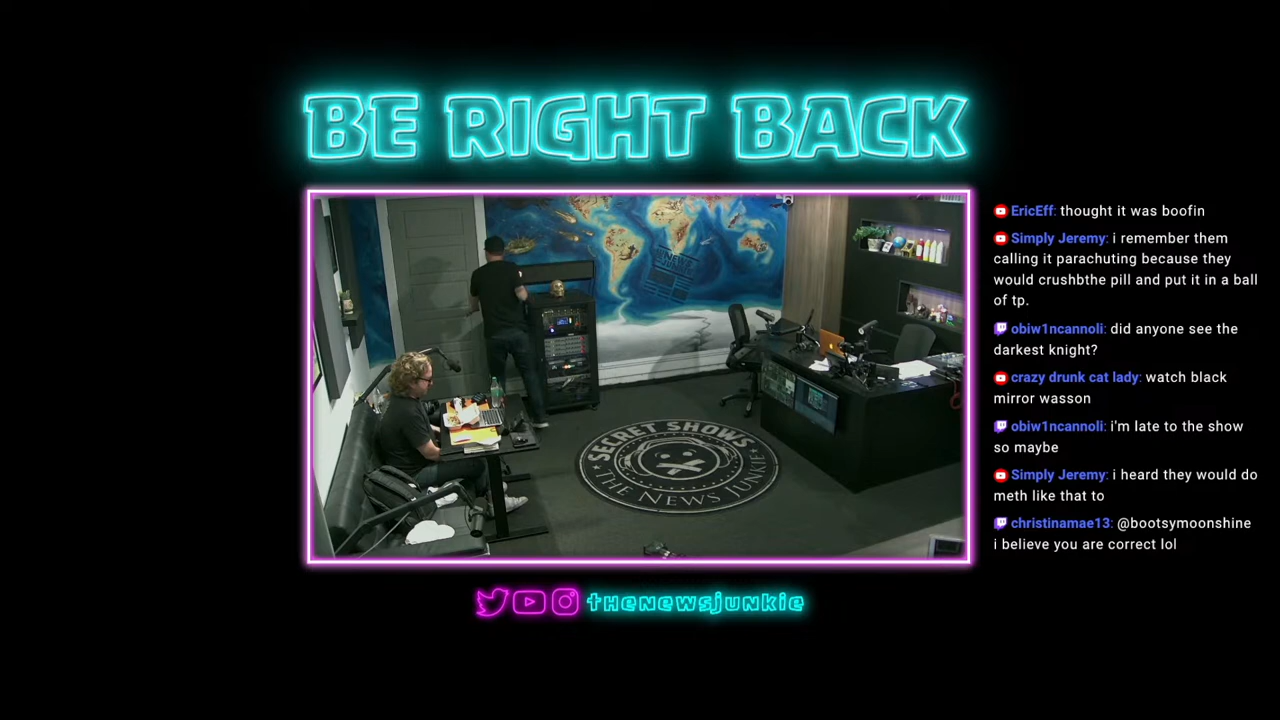 BE RIGHT BACK
SECRET SHOWS
THE NEWS JUNKIE
EricEff: thought it was boofin
Simply Jeremy: i remember them
calling it parachuting because they
would crushbthe pill and put it in a ball
of tp.
obiw1ncannoli: did anyone see the
darkest knight?
crazy drunk cat lady: watch black
mirror wasson
obiw1ncannoli: i'm late to the show
so maybe
Simply Jeremy: i heard they would do
meth like that to
christinamae13: @bootsymoonshine
i believe you are correct lol
thenewsjunkie